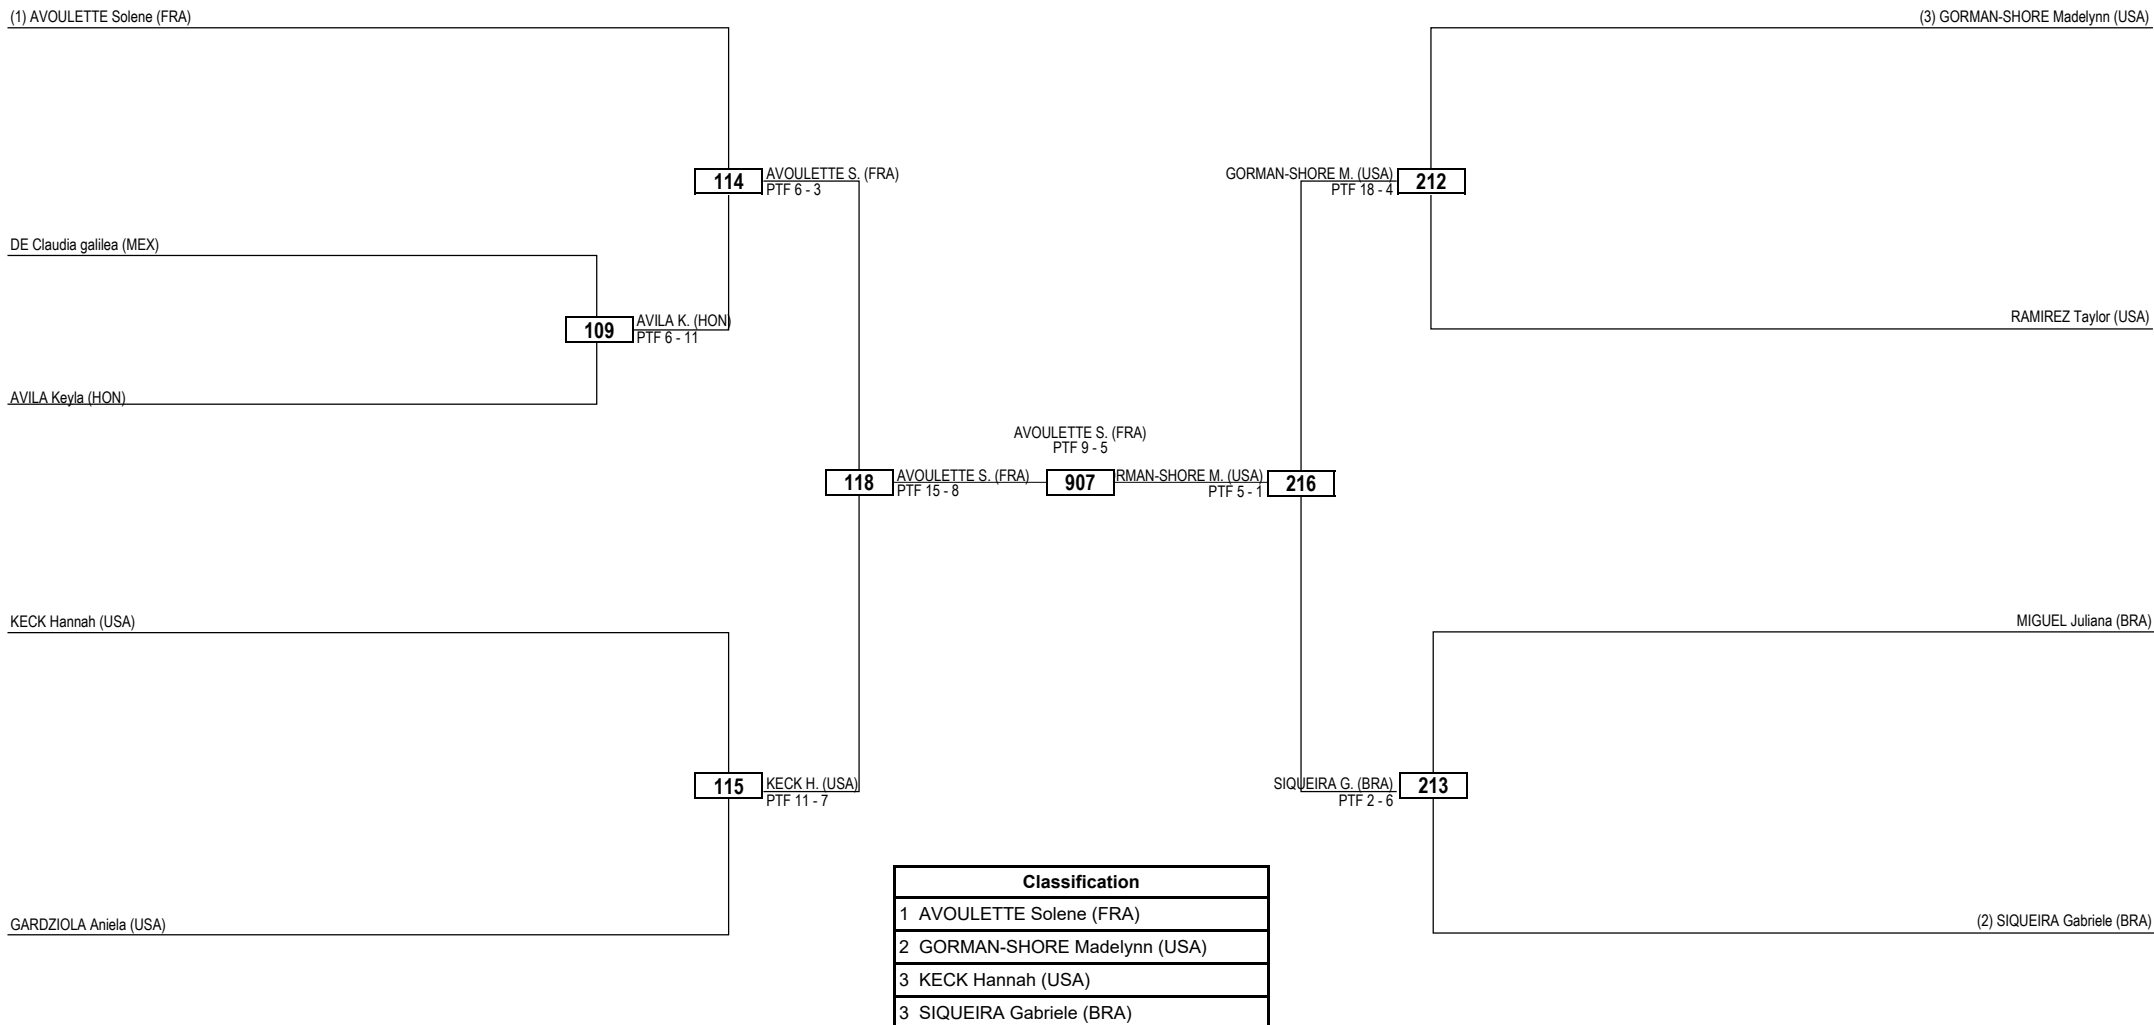 (1) AVOULETTE Solene (FRA)
(3) GORMAN-SHORE Madelynn (USA)
114
AVOULETTE S. (FRA)
PTF 6 - 3
GORMAN-SHORE M. (USA)
PTF 18 - 4
212
DE Claudia galilea (MEX)
109
AVILA K. (HON)
PTF 6 - 11
RAMIREZ Taylor (USA)
AVILA Keyla (HON)
AVOULETTE S. (FRA)
PTF 9 - 5
118
AVOULETTE S. (FRA)
PTF 15 - 8
907
RMAN-SHORE M. (USA)
PTF 5 - 1
216
KECK Hannah (USA)
MIGUEL Juliana (BRA)
115
KECK H. (USA)
PTF 11 - 7
SIQUEIRA G. (BRA)
PTF 2 - 6
213
GARDZIOLA Aniela (USA)
(2) SIQUEIRA Gabriele (BRA)
Classification
1 AVOULETTE Solene (FRA)
2 GORMAN-SHORE Madelynn (USA)
3 KECK Hannah (USA)
3 SIQUEIRA Gabriele (BRA)